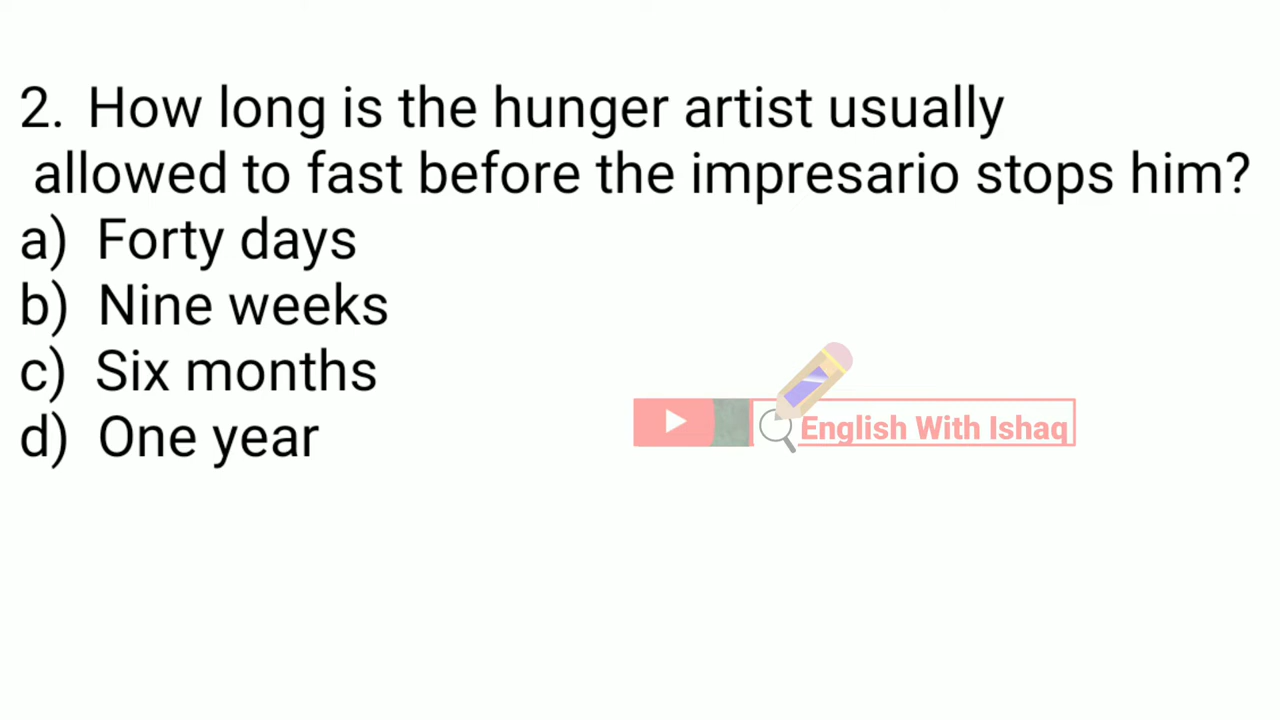 2. How long is the hunger artist usually
allowed to fast before the impresario stops him?
a) Forty days
b) Nine weeks
c) Six months
d) One year
English With Ishaq